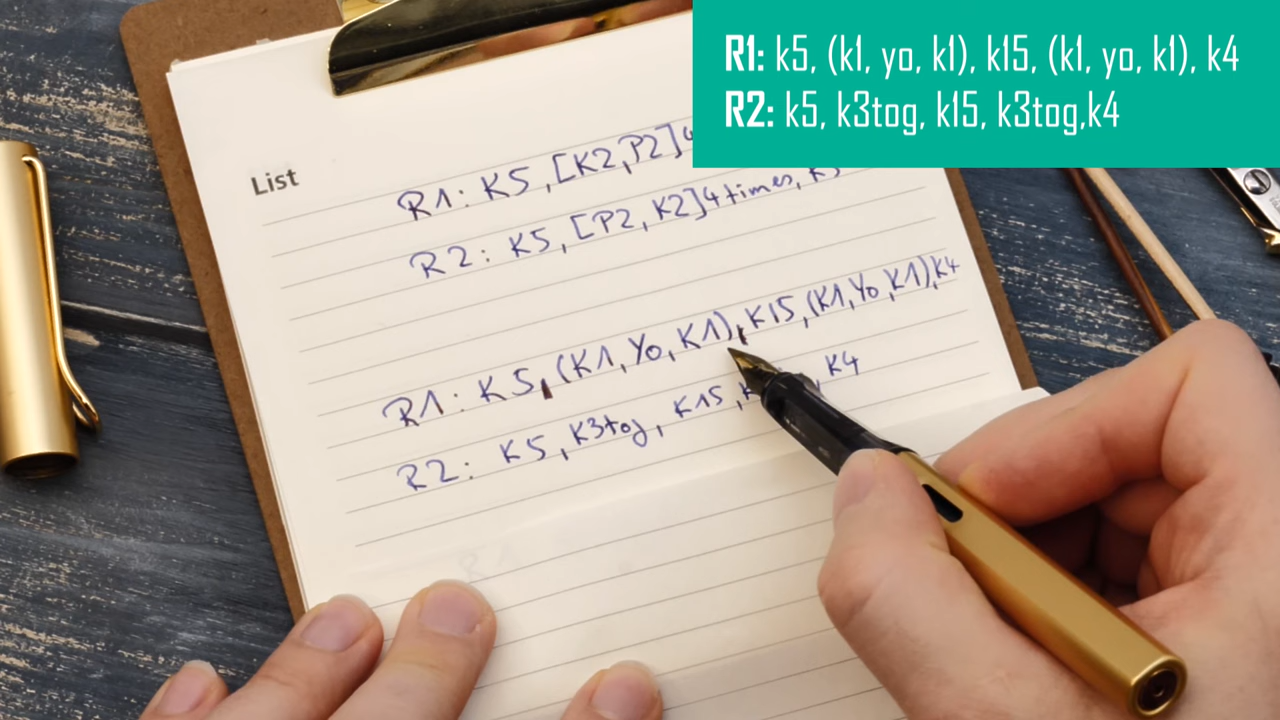 R1: k5, (k1, yo, k1), k15, (k1, yo, k1), k4
R2: k5, k3tog, k15, k3tog,k4
List
R1: K5, [K2, P2]4
R2: K5, [P2, K2]4 times,
R1: K5, (K1, Yo, K1), K15, (K1, Yo, K1), K4
R2: K5, K3tog, K15, , K4